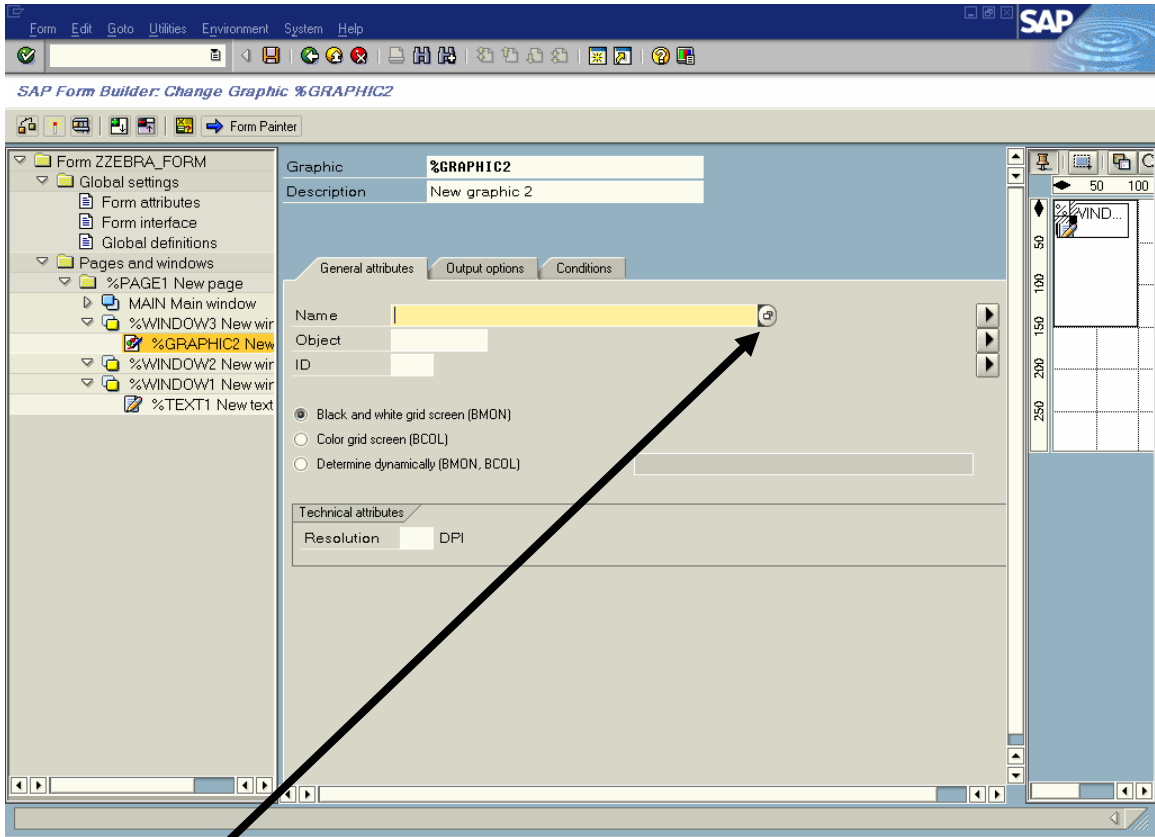 Form Edit Goto Utilities Environment System Help
SAP
SAP Form Builder: Change Graphic %GRAPHIC2
Form Painter
Form ZZEBRA_FORM
Global settings
Form attributes
Form interface
Global definitions
Pages and windows
%PAGE1 New page
MAIN Main window
%WINDOW3 New wir
%GRAPHIC2 New
%WINDOW2 New wir
%WINDOW1 New wir
%TEXT1 New text
Graphic %GRAPHIC2
Description New graphic 2
General attributes Output options Conditions
Name
Object
ID
Black and white grid screen (BMON)
Color grid screen (BCOL)
Determine dynamically (BMON, BCOL)
Technical attributes
Resolution DPI
C
50 100
%WIND...
50
100
150
200
250